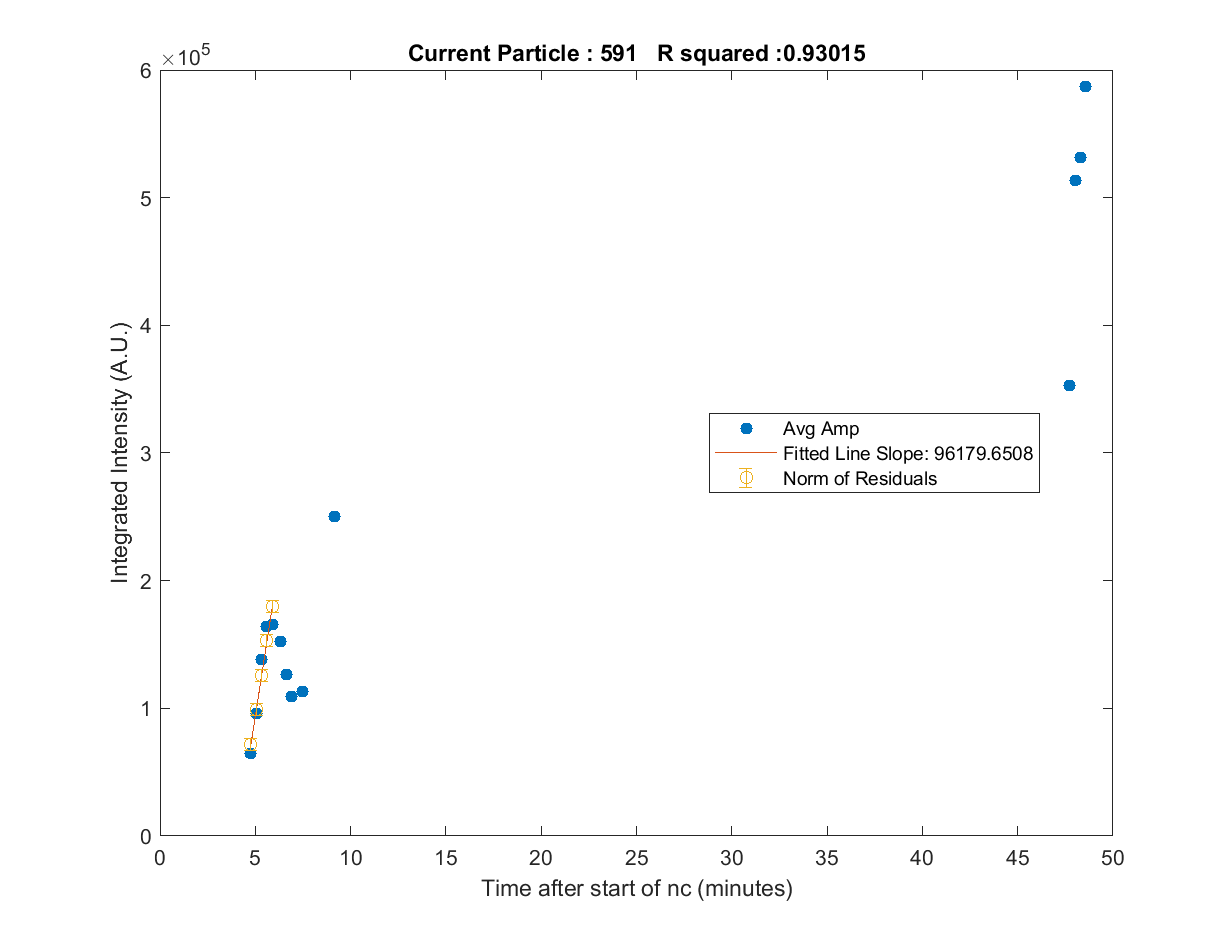 Current Particle : 591 R squared :0.93015
×10^5
6
5
4
3
2
1
0
Integrated Intensity (A.U.)
Avg Amp
Fitted Line Slope: 96179.6508
Norm of Residuals
0 5 10 15 20 25 30 35 40 45 50
Time after start of nc (minutes)